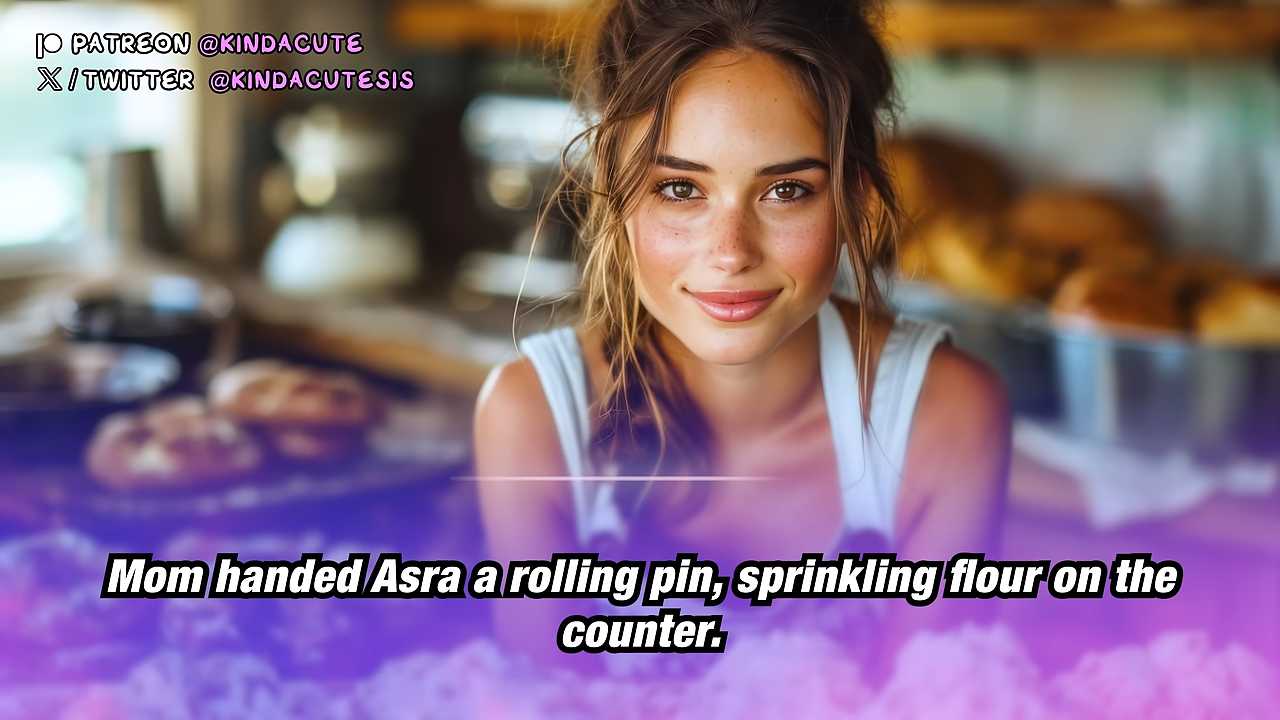 PATREON @KINDACUTE
X/TWITTER @KINDACUTESIS
Mom handed Asra a rolling pin, sprinkling flour on the
counter.